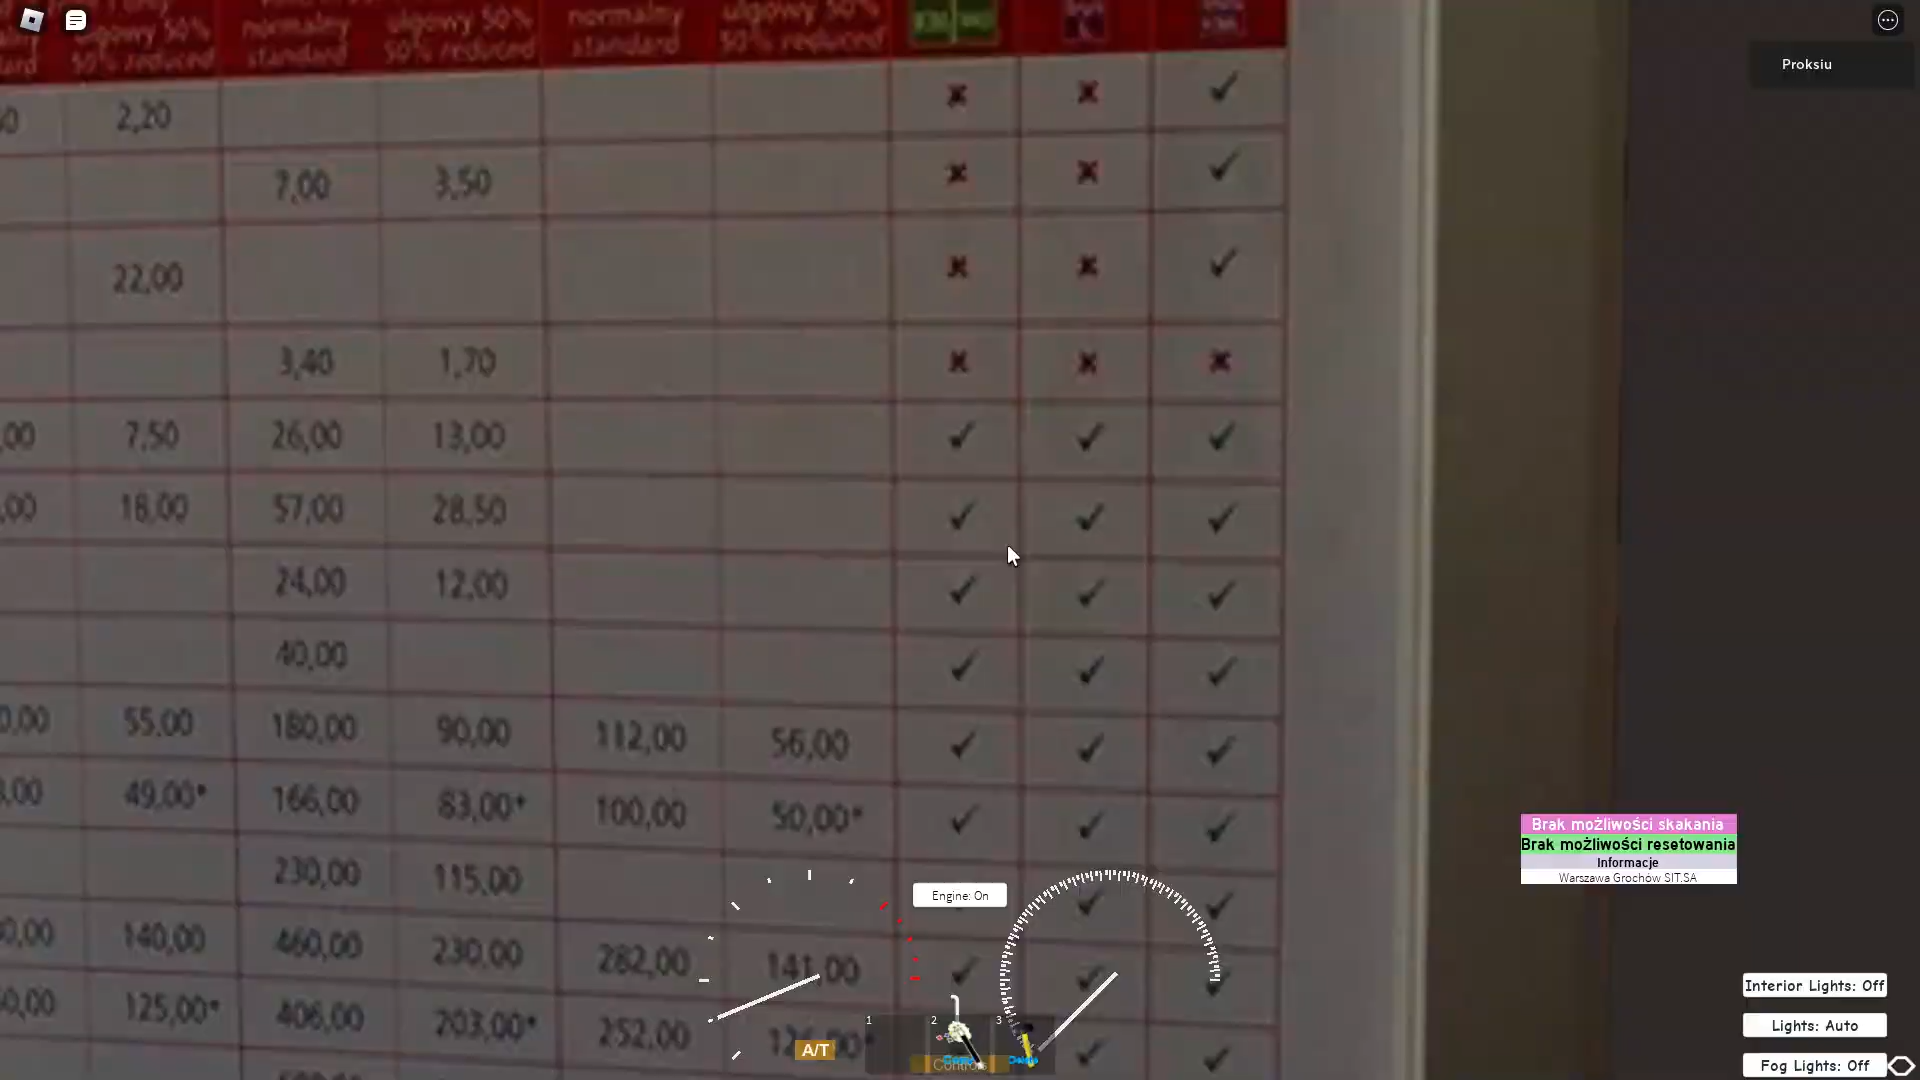 Proksiu
ulgowy 50% normalny ulgowy 50% normalny ulgowy 50%
50% reduced standard 50% reduced standard 50% reduced
2,20
7,00 3,50
22,00
3,40 1,70
7,50 26,00 13,00
18,00 57,00 28,50
24,00 12,00
40,00
55,00 180,00 90,00 112,00 56,00
49,00* 166,00 83,00* 100,00 50,00*
230,00 115,00
140,00 460,00 230,00 282,00 141,00
125,00* 406,00 203,00* 252,00
Brak możliwości skakania
Brak możliwości resetowania
Informacje
Warszawa Grochów SIT.SA
Engine: On
Interior Lights: Off
Lights: Auto
Fog Lights: Off
1 2 3
A/T
Controls
Delete